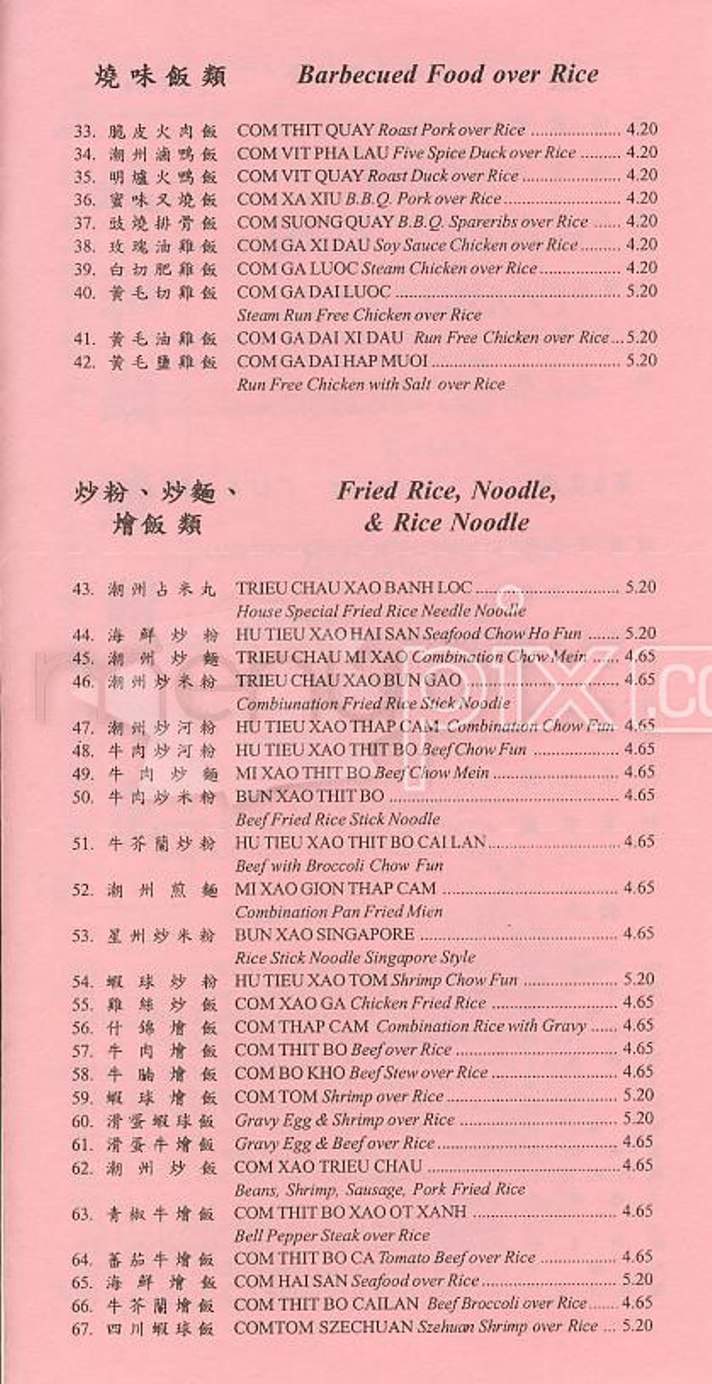 燒味飯類 Barbecued Food over Rice
33. 脆皮火肉飯 COM THIT QUAY Roast Pork over Rice 4.20
34. 潮州滷鴨飯 COM VIT PHA LAU Five Spice Duck over Rice 4.20
35. 明爐火鴨飯 COM VIT QUAY Roast Duck over Rice 4.20
36. 蜜味叉燒飯 COM XA XIU B.B.Q. Pork over Rice 4.20
37. 豉燒排骨飯 COM SUONG QUAY B.B.Q. Spareribs over Rice 4.20
38. 玫瑰油雞飯 COM GA XI DAU Soy Sauce Chicken over Rice 4.20
39. 白切肥雞飯 COM GA LUOC Steam Chicken over Rice 4.20
40. 黃毛切雞飯 COM GA DAI LUOC 5.20
Steam Run Free Chicken over Rice
41. 黃毛油雞飯 COM GA DAI XI DAU Run Free Chicken over Rice 5.20
42. 黃毛鹽雞飯 COM GA DAI HAP MUOI 5.20
Run Free Chicken with Salt over Rice
炒粉、炒麵、 Fried Rice, Noodle,
燴飯類 & Rice Noodle
43. 潮州占米丸 TRIEU CHAU XAO BANH LOC 5.20
House Special Fried Rice Needle Noodle
44. 海鮮炒粉 HU TIEU XAO HAI SAN Seafood Chow Ho Fun 5.20
45. 潮州炒麵 TRIEU CHAU MI XAO Combination Chow Mein 4.65
46. 潮州炒米粉 TRIEU CHAU XAO BUN GAO 4.65
Combiunation Fried Rice Stick Noodle
47. 潮州炒河粉 HU TIEU XAO THAP CAM Combination Chow Fun 4.65
48. 牛肉炒河粉 HU TIEU XAO THIT BO Beef Chow Fun 4.65
49. 牛肉炒麵 MI XAO THIT BO Beef Chow Mein 4.65
50. 牛肉炒米粉 BUN XAO THIT BO 4.65
Beef Fried Rice Stick Noodle
51. 牛芥蘭炒粉 HU TIEU XAO THIT BO CAI LAN 4.65
Beef with Broccoli Chow Fun
52. 潮州煎麵 MI XAO GION THAP CAM 4.65
Combination Pan Fried Mien
53. 星州炒米粉 BUN XAO SINGAPORE 4.65
Rice Stick Noodle Singapore Style
54. 蝦球炒粉 HU TIEU XAO TOM Shrimp Chow Fun 5.20
55. 雞絲炒飯 COM XAO GA Chicken Fried Rice 4.65
56. 什錦燴飯 COM THAP CAM Combination Rice with Gravy 4.65
57. 牛肉燴飯 COM THIT BO Beef over Rice 4.65
58. 牛腩燴飯 COM BO KHO Beef Stew over Rice 4.65
59. 蝦球燴飯 COM TOM Shrimp over Rice 5.20
60. 滑蛋蝦球飯 Gravy Egg & Shrimp over Rice 5.20
61. 滑蛋牛燴飯 Gravy Egg & Beef over Rice 4.65
62. 潮州炒飯 COM XAO TRIEU CHAU 4.65
Beans, Shrimp, Sausage, Pork Fried Rice
63. 青椒牛燴飯 COM THIT BO XAO OT XANH 4.65
Bell Pepper Steak over Rice
64. 蕃茄牛燴飯 COM THIT BO CA Tomato Beef over Rice 4.65
65. 海鮮燴飯 COM HAI SAN Seafood over Rice 5.20
66. 牛芥蘭燴飯 COM THIT BO CAILAN Beef Broccoli over Rice 4.65
67. 四川蝦球飯 COMTOM SZECHUAN Szehuan Shrimp over Rice 5.20